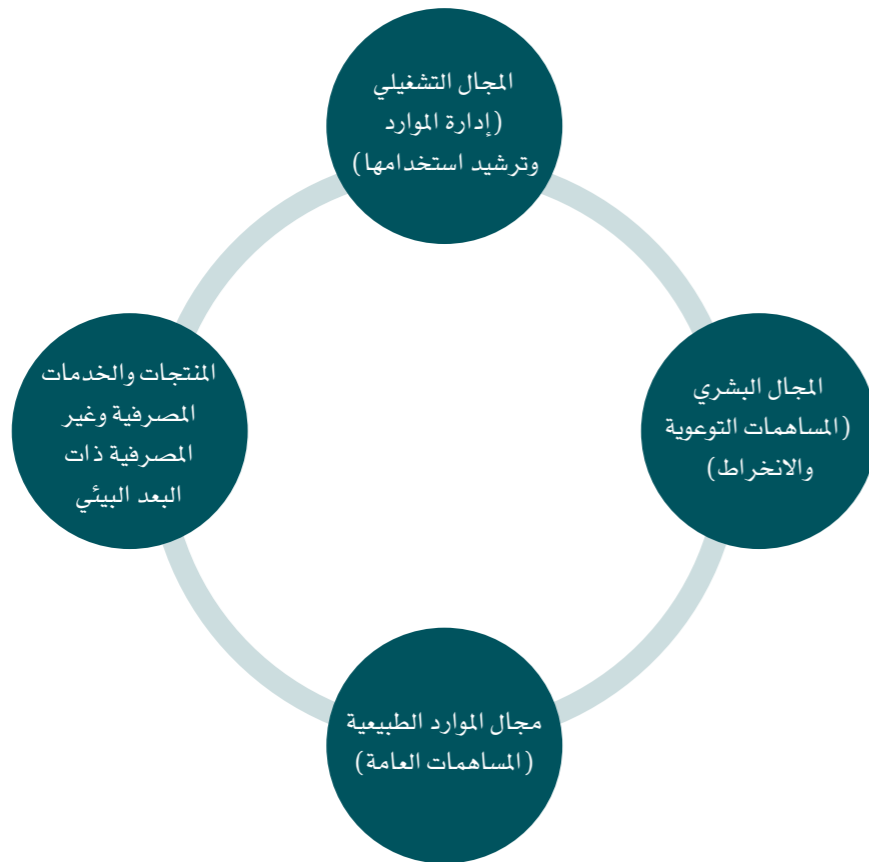 المجال التشغيلي
(إدارة الموارد
وترشيد استخدامها)
المجال البشري
(المساهمات التوعوية
والانخراط)
مجال الموارد الطبيعية
(المساهمات العامة)
المنتجات والخدمات
المصرفية وغير
المصرفية ذات
البعد البيئي